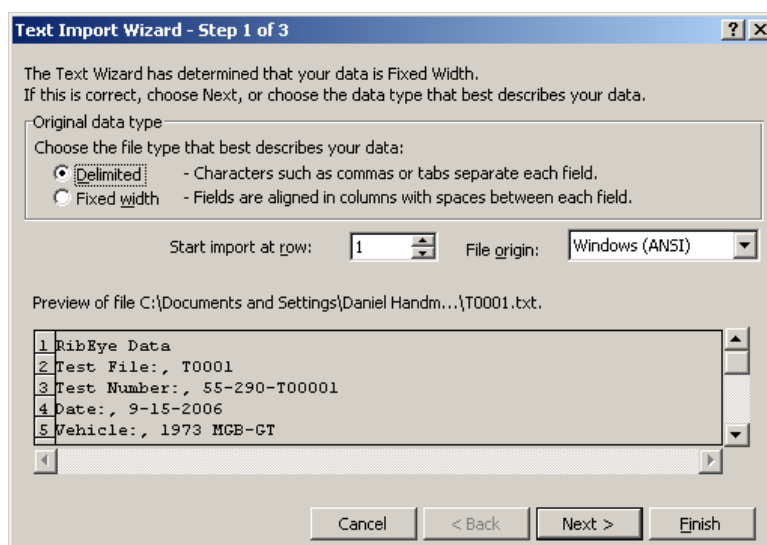 Text Import Wizard - Step 1 of 3
The Text Wizard has determined that your data is Fixed Width.
If this is correct, choose Next, or choose the data type that best describes your data.
Original data type
Choose the file type that best describes your data:
Delimited - Characters such as commas or tabs separate each field.
Fixed width - Fields are aligned in columns with spaces between each field.
Start import at row: 1 File origin: Windows (ANSI)
Preview of file C:\Documents and Settings\Daniel Handm...\T0001.txt.
1 RibEye Data
2 Test File:, T0001
3 Test Number:, 55-290-T00001
4 Date:, 9-15-2006
5 Vehicle:, 1973 MGB-GT
Cancel < Back Next > Finish